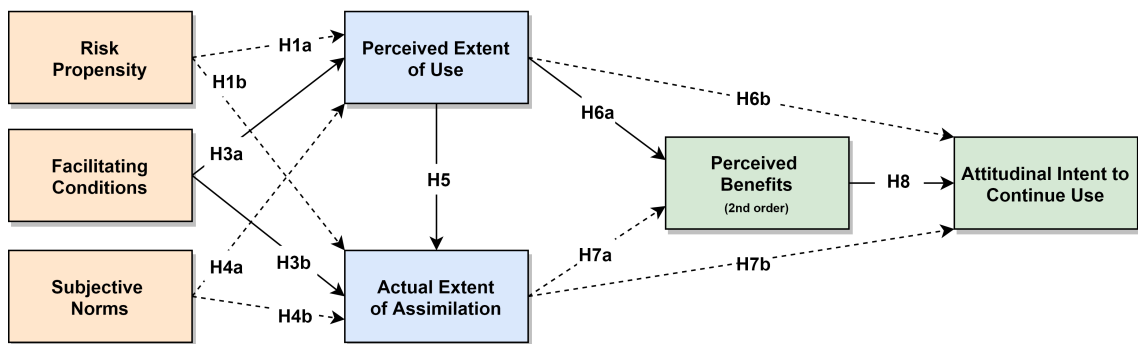 Risk
Propensity
H1a
Perceived Extent
of Use
H1b
H6b
H6a
H3a
Facilitating
Conditions
H5
Perceived
Benefits
(2nd order)
H8
Attitudinal Intent to
Continue Use
H4a
H3b
H7a
H7b
Subjective
Norms
H4b
Actual Extent
of Assimilation